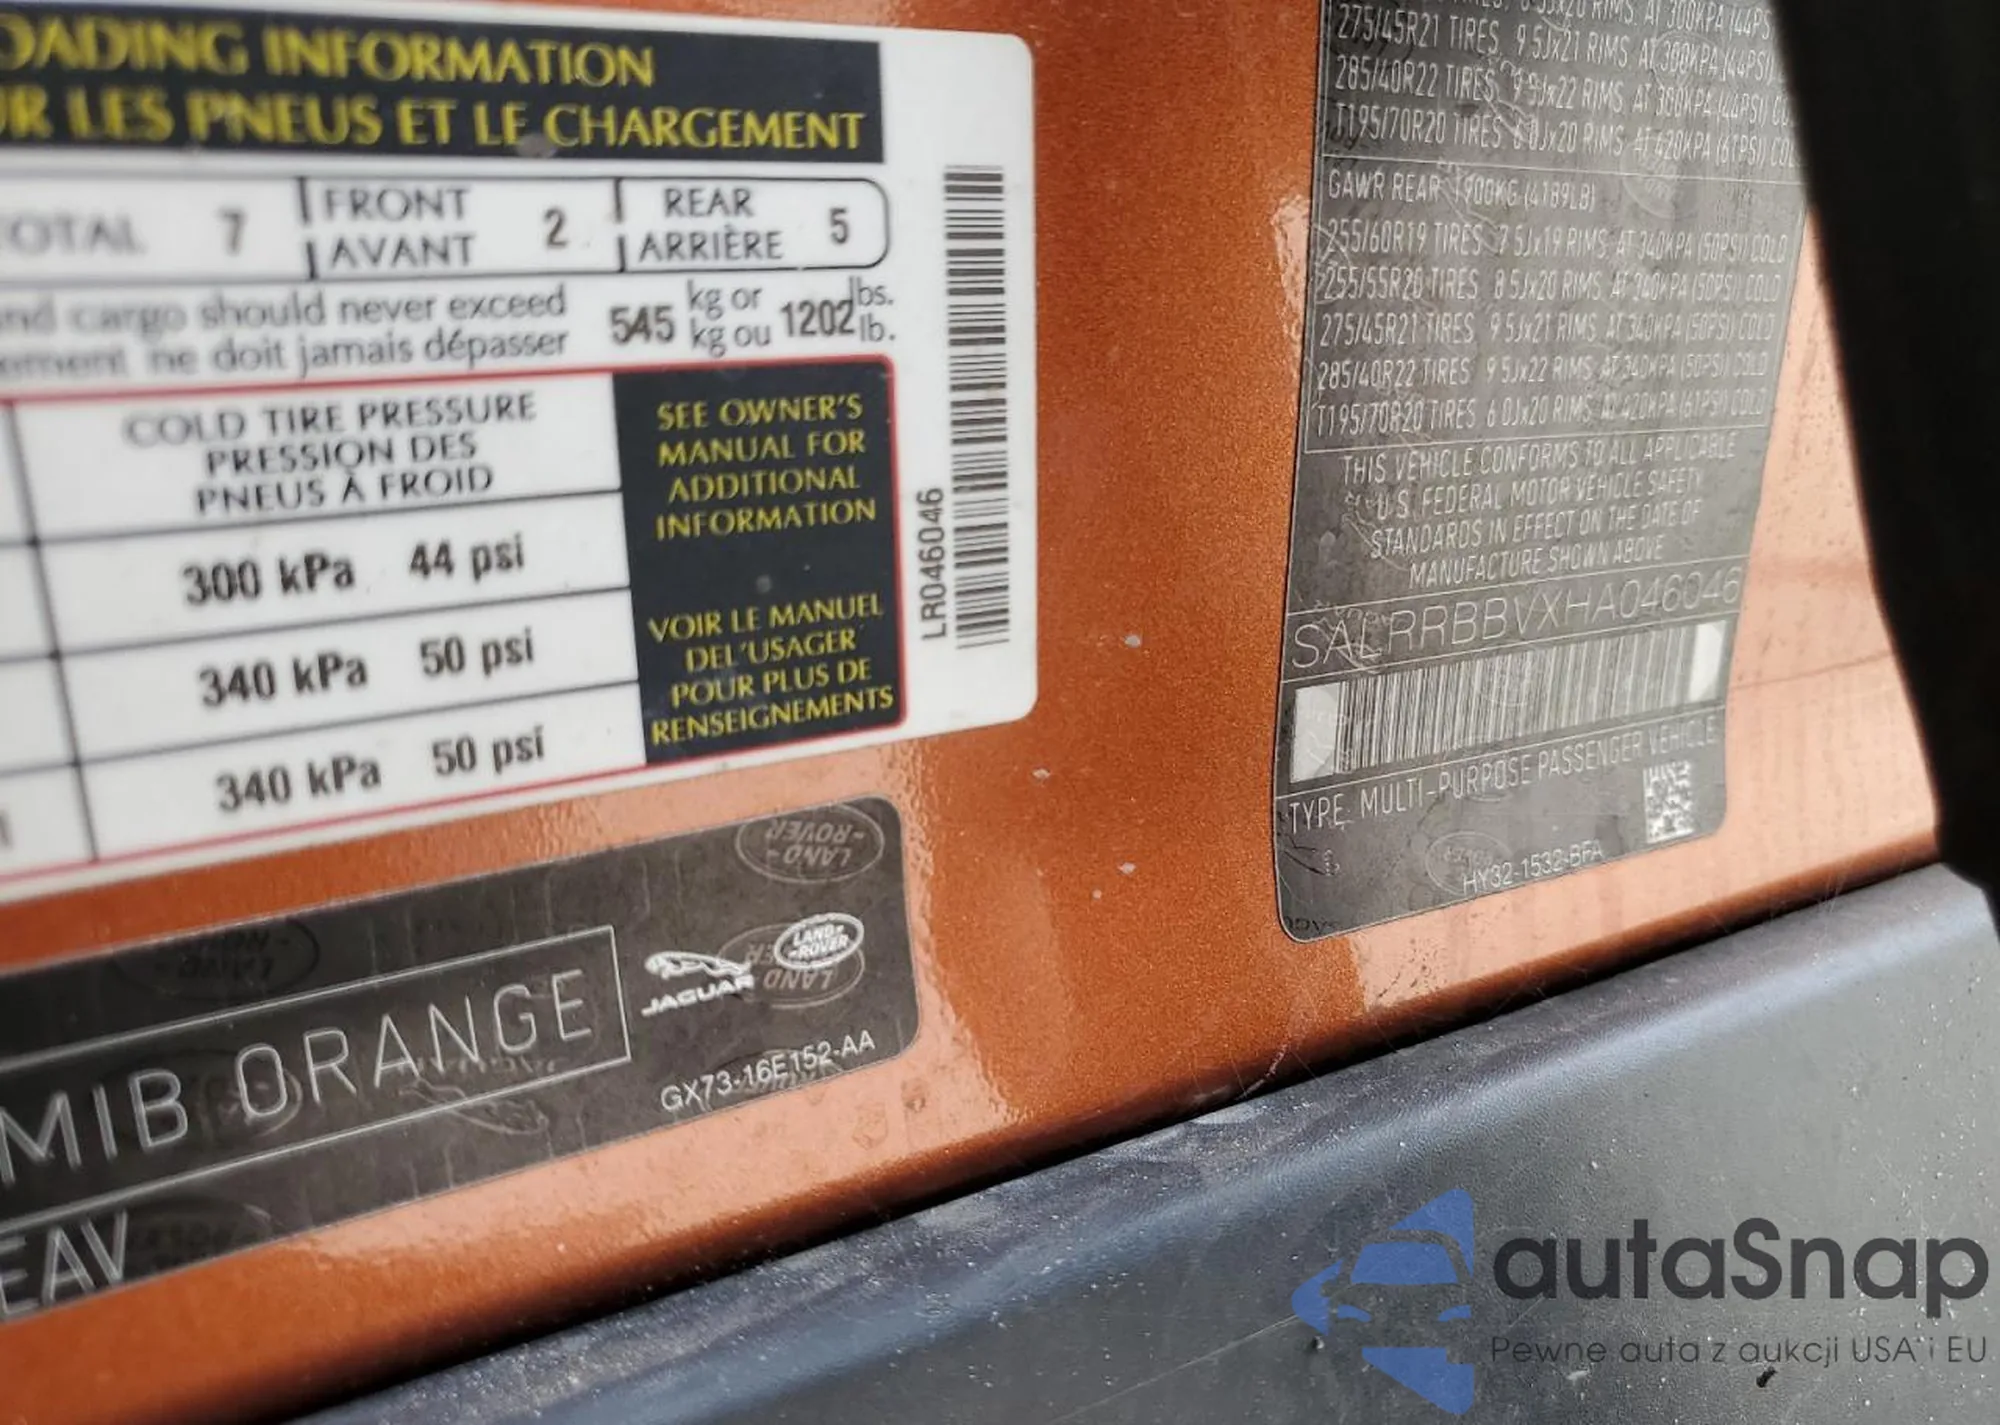 OADING INFORMATION
UR LES PNEUS ET LE CHARGEMENT
TOTAL 7 FRONT AVANT 2 REAR ARRIÈRE 5
and cargo should never exceed 545 kg or 1202 lbs.
ement ne doit jamais dépasser kg ou lb.
COLD TIRE PRESSURE
PRESSION DES
PNEUS À FROID
300 kPa 44 psi
340 kPa 50 psi
340 kPa 50 psi
SEE OWNER'S
MANUAL FOR
ADDITIONAL
INFORMATION
VOIR LE MANUEL
DE L'USAGER
POUR PLUS DE
RENSEIGNEMENTS
LR046046
MIB ORANGE
JAGUAR
LAND-
-ROVER
GX73-16E152-AA
EAV
275/45R21 TIRES, 9.5Jx21 RIMS, AT 300KPA (44PSI)
285/40R22 TIRES, 9.5Jx22 RIMS, AT 300KPA (44PSI) CO
T195/70R20 TIRES, 6.0Jx20 RIMS, AT 420KPA (61PSI) COL
GAWR REAR 1900KG (4189LB)
255/60R19 TIRES, 7.5Jx19 RIMS, AT 340KPA (50PSI) COLD
255/55R20 TIRES, 8.5Jx20 RIMS, AT 340KPA (50PSI) COLD
275/45R21 TIRES, 9.5Jx21 RIMS, AT 340KPA (50PSI) COLD
285/40R22 TIRES, 9.5Jx22 RIMS, AT 340KPA (50PSI) COLD
T195/70R20 TIRES, 6.0Jx20 RIMS, AT 420KPA (61PSI) COLD
THIS VEHICLE CONFORMS TO ALL APPLICABLE
U.S. FEDERAL MOTOR VEHICLE SAFETY
STANDARDS IN EFFECT ON THE DATE OF
MANUFACTURE SHOWN ABOVE
SALRRBBVXHA046046
TYPE. MULTI-PURPOSE PASSENGER VEHICLE
HY32-1532-BFA
autaSnap
Pewne auta z aukcji USA i EU